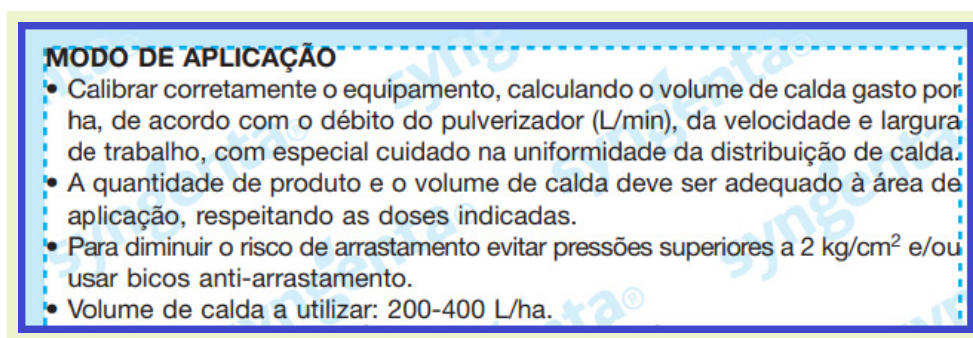 MODO DE APLICAÇÃO
• Calibrar corretamente o equipamento, calculando o volume de calda gasto por
ha, de acordo com o débito do pulverizador (L/min), da velocidade e largura
de trabalho, com especial cuidado na uniformidade da distribuição de calda.
• A quantidade de produto e o volume de calda deve ser adequado à área de
aplicação, respeitando as doses indicadas.
• Para diminuir o risco de arrastamento evitar pressões superiores a 2 kg/cm² e/ou
usar bicos anti-arrastamento.
• Volume de calda a utilizar: 200-400 L/ha.